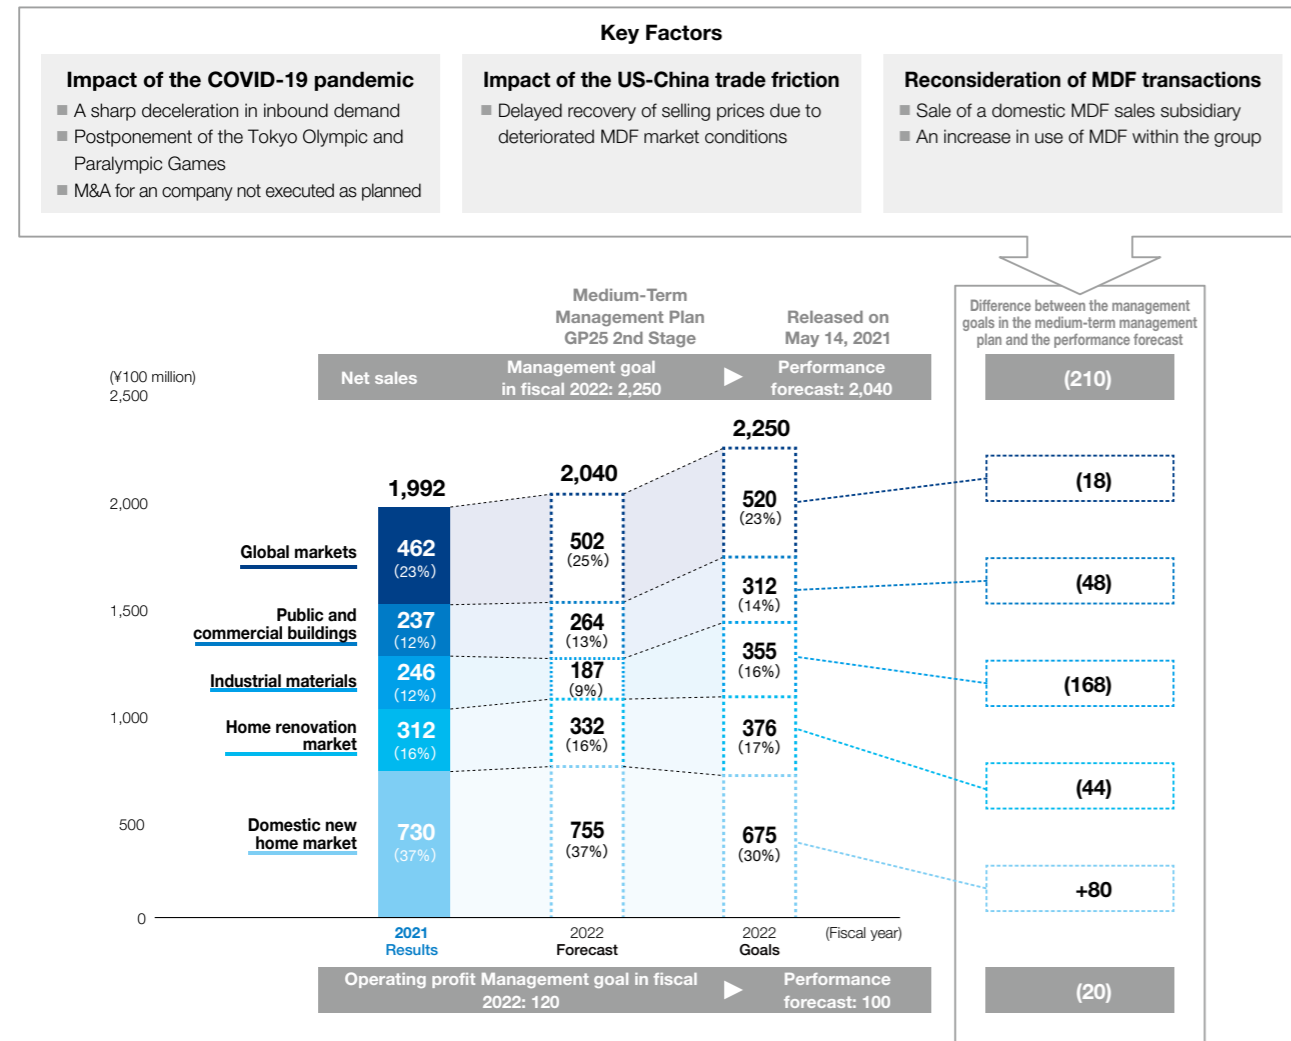 Key Factors
Impact of the COVID-19 pandemic
■ A sharp deceleration in inbound demand
■ Postponement of the Tokyo Olympic and
Paralympic Games
■ M&A for an company not executed as planned
Impact of the US-China trade friction
■ Delayed recovery of selling prices due to
deteriorated MDF market conditions
Reconsideration of MDF transactions
■ Sale of a domestic MDF sales subsidiary
■ An increase in use of MDF within the group
Medium-Term
Management Plan
GP25 2nd Stage
Released on
May 14, 2021
Difference between the management
goals in the medium-term management
plan and the performance forecast
Net sales
Management goal
in fiscal 2022: 2,250
▶
Performance
forecast: 2,040
(210)
(¥100 million)
2,500
2,000
1,500
1,000
500
0
Global markets
Public and
commercial buildings
Industrial materials
Home renovation
market
Domestic new
home market
1,992
462
(23%)
237
(12%)
246
(12%)
312
(16%)
730
(37%)
2,040
502
(25%)
264
(13%)
187
(9%)
332
(16%)
755
(37%)
2,250
520
(23%)
312
(14%)
355
(16%)
376
(17%)
675
(30%)
(18)
(48)
(168)
(44)
+80
2021
Results
2022
Forecast
2022
Goals
(Fiscal year)
Operating profit Management goal in fiscal
2022: 120
▶
Performance
forecast: 100
(20)